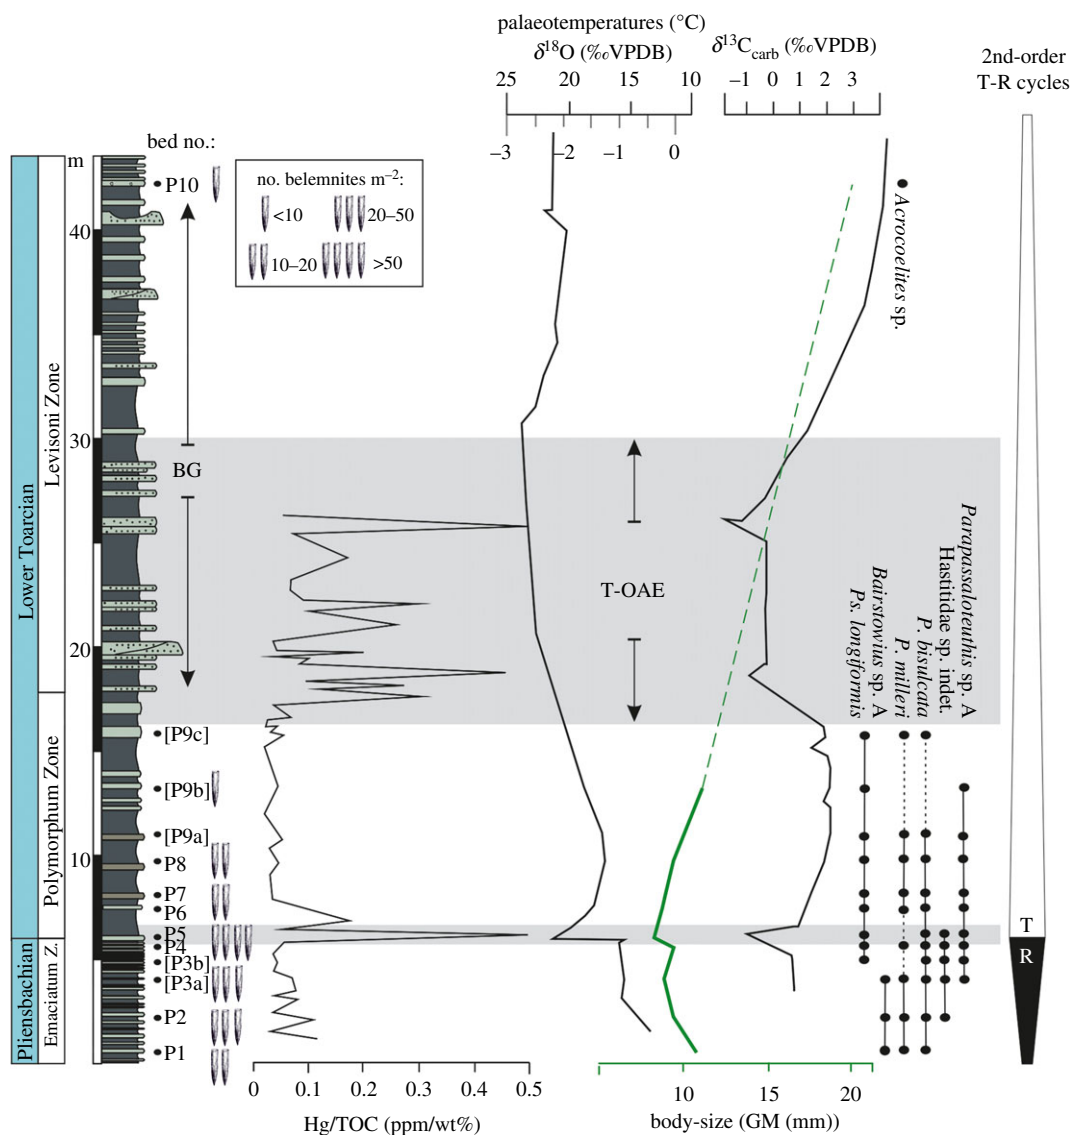 palaeotemperatures (°C)
δ18O (‰VPDB)
δ13Ccarb (‰VPDB)
2nd-order
T-R cycles
25 20 15 10
–1 0 1 2 3
–3 –2 –1 0
bed no.:
m
P10
no. belemnites m–2:
<10
20–50
10–20
>50
40
30
20
10
Acrocoelites sp.
Levisoni Zone
Lower Toarcian
BG
T-OAE
Parapassaloteuthis sp. A
Hastitidae sp. indet.
P. bisulcata
P. milleri
Bairstowius sp. A
Ps. longiformis
Polymorphum Zone
[P9c]
[P9b]
[P9a]
P8
P7
P6
P5
P4
[P3b]
[P3a]
P2
P1
T
R
Pliensbachian
Emaciatum Z.
0 0.1 0.2 0.3 0.4 0.5
Hg/TOC (ppm/wt%)
10 15 20
body-size (GM (mm))